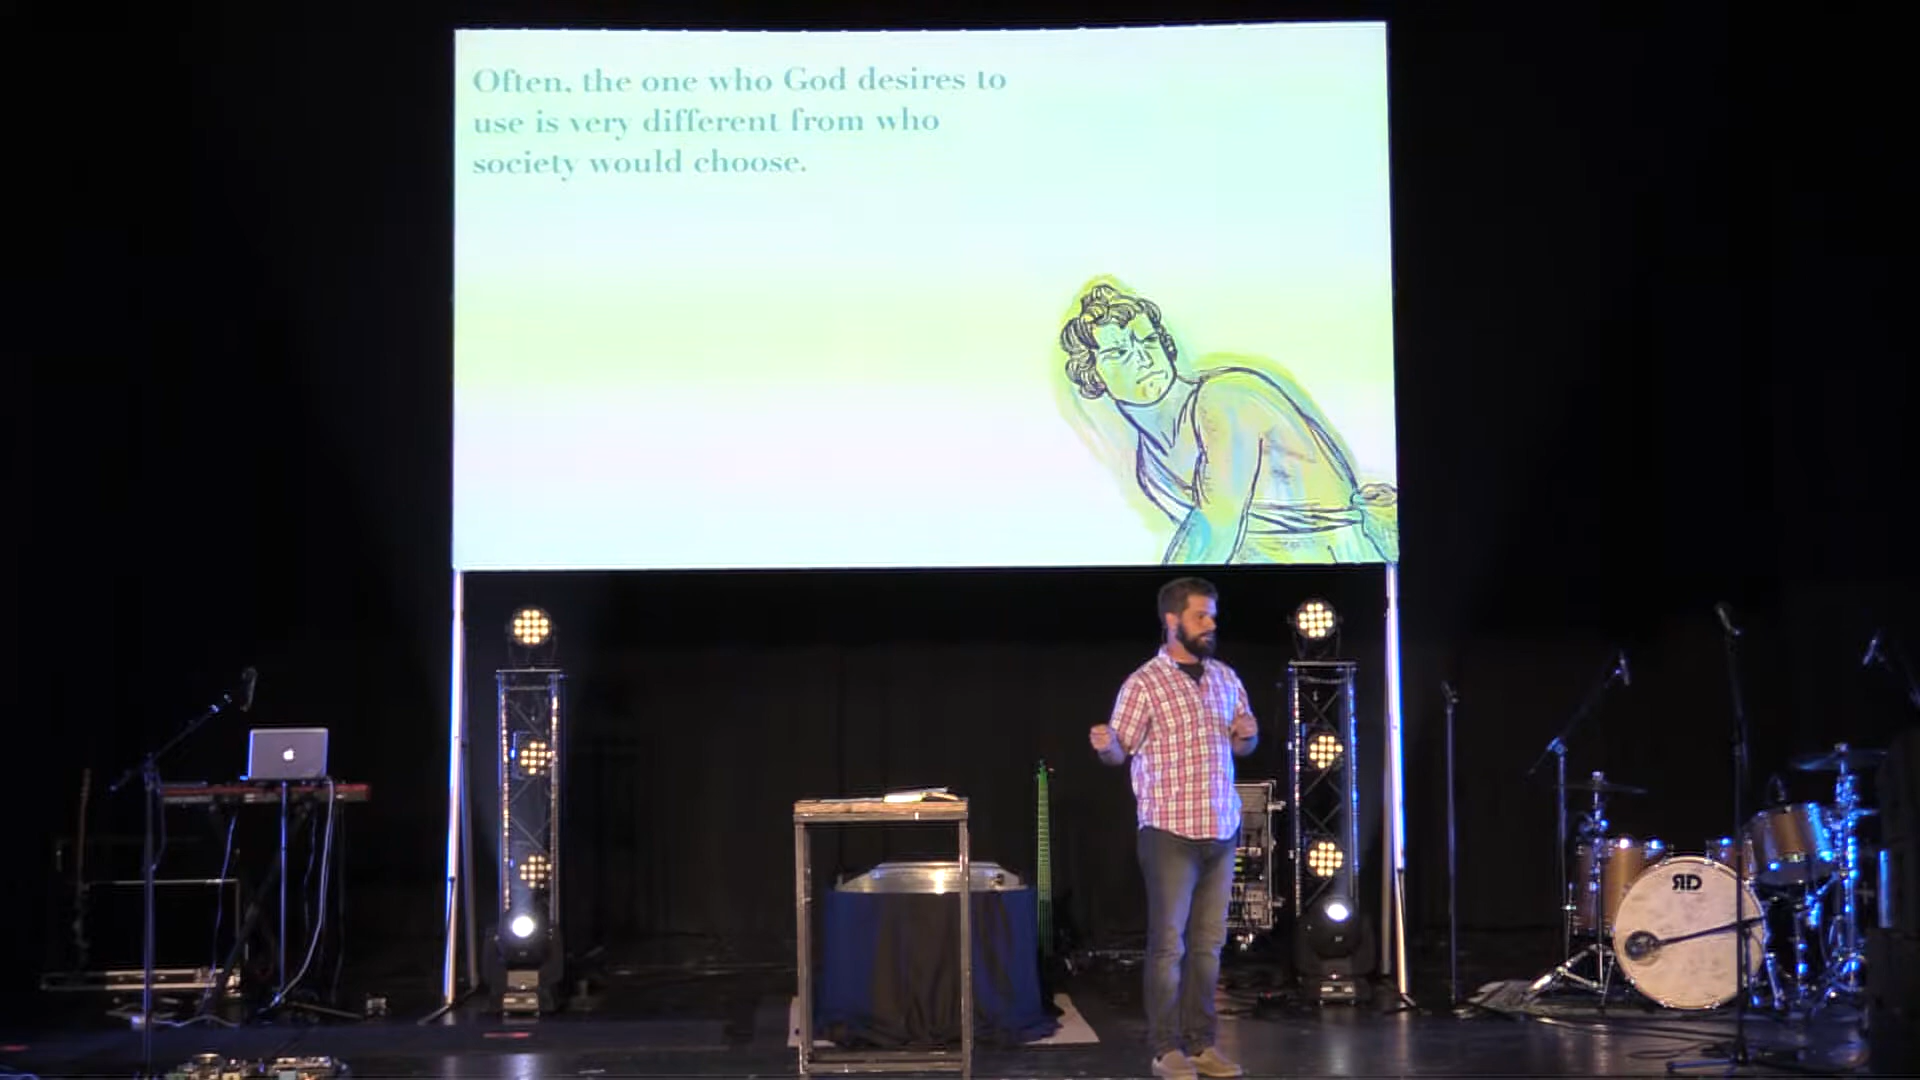 Often, the one who God desires to
use is very different from who
society would choose.
RD